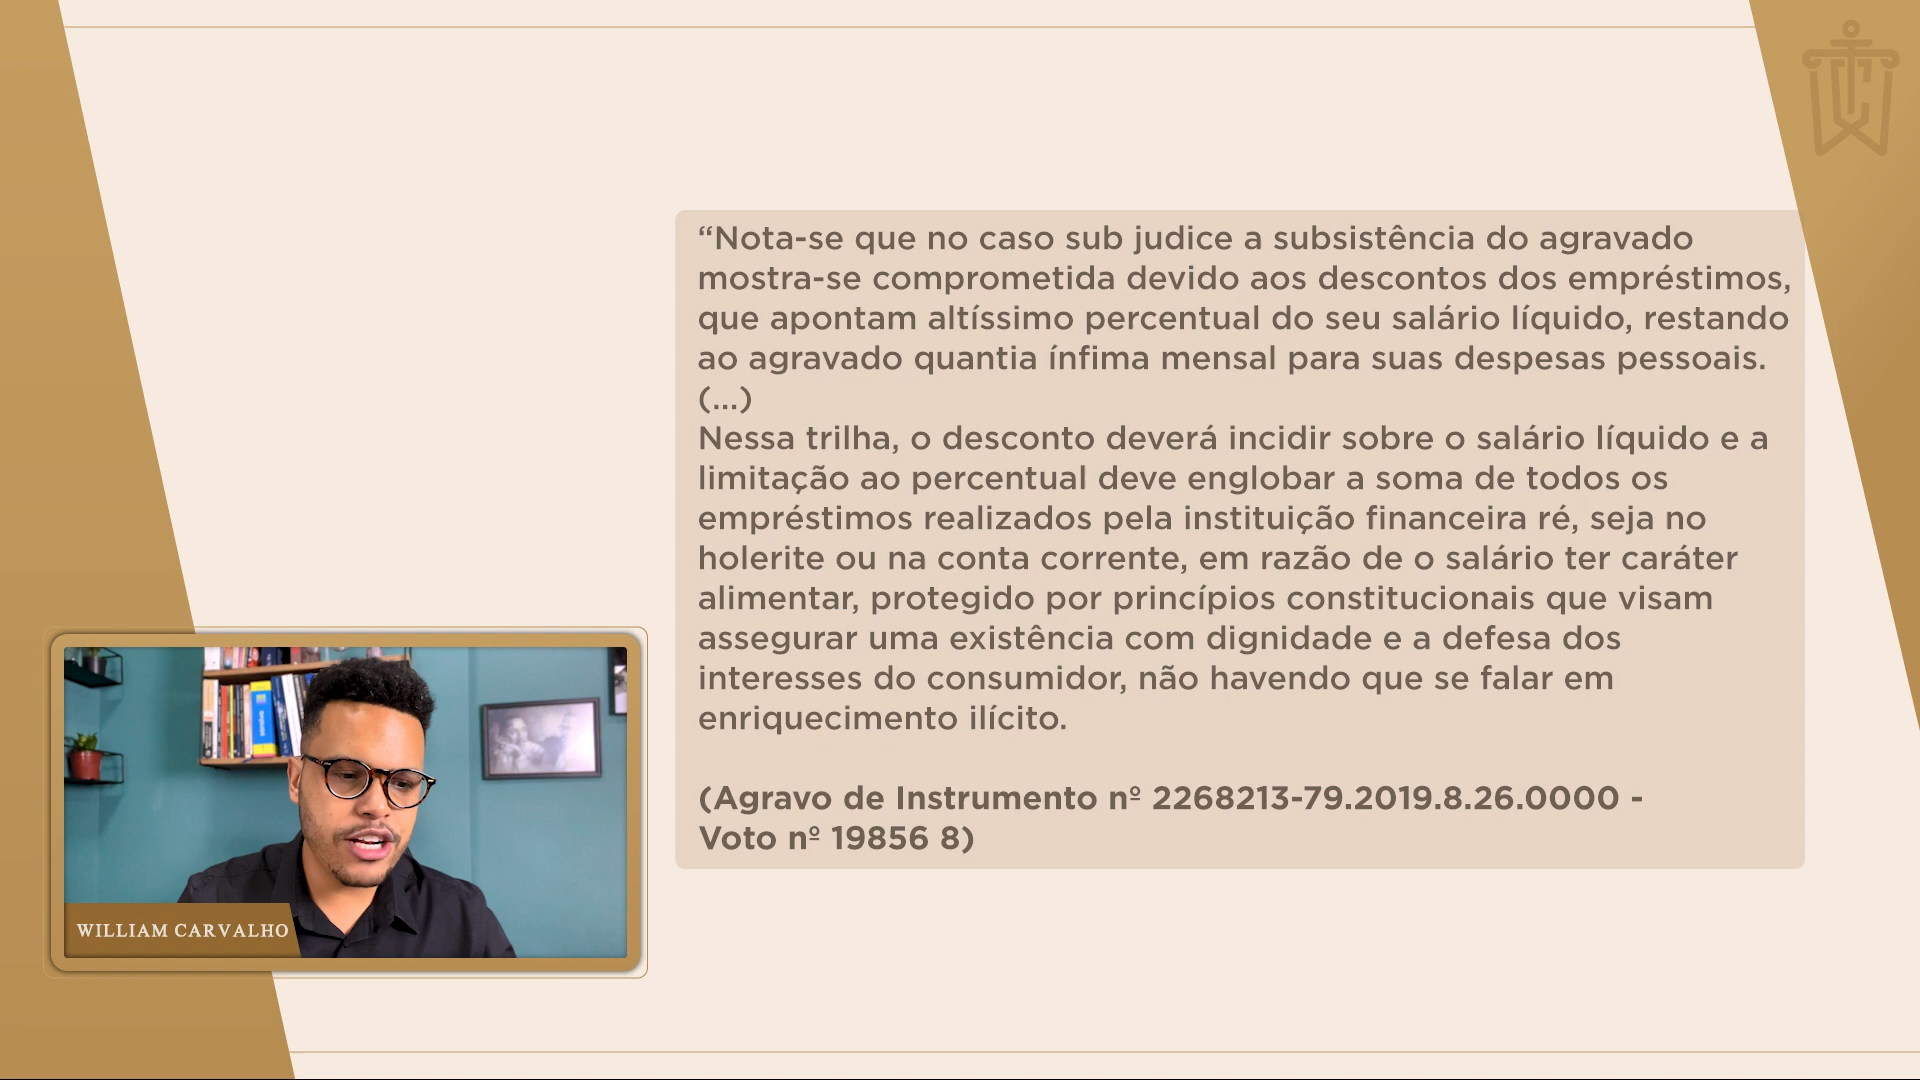 “Nota-se que no caso sub judice a subsistência do agravado
mostra-se comprometida devido aos descontos dos empréstimos,
que apontam altíssimo percentual do seu salário líquido, restando
ao agravado quantia ínfima mensal para suas despesas pessoais.
(...)
Nessa trilha, o desconto deverá incidir sobre o salário líquido e a
limitação ao percentual deve englobar a soma de todos os
empréstimos realizados pela instituição financeira ré, seja no
holerite ou na conta corrente, em razão de o salário ter caráter
alimentar, protegido por princípios constitucionais que visam
assegurar uma existência com dignidade e a defesa dos
interesses do consumidor, não havendo que se falar em
enriquecimento ilícito.
(Agravo de Instrumento nº 2268213-79.2019.8.26.0000 -
Voto nº 19856 8)
WILLIAM CARVALHO